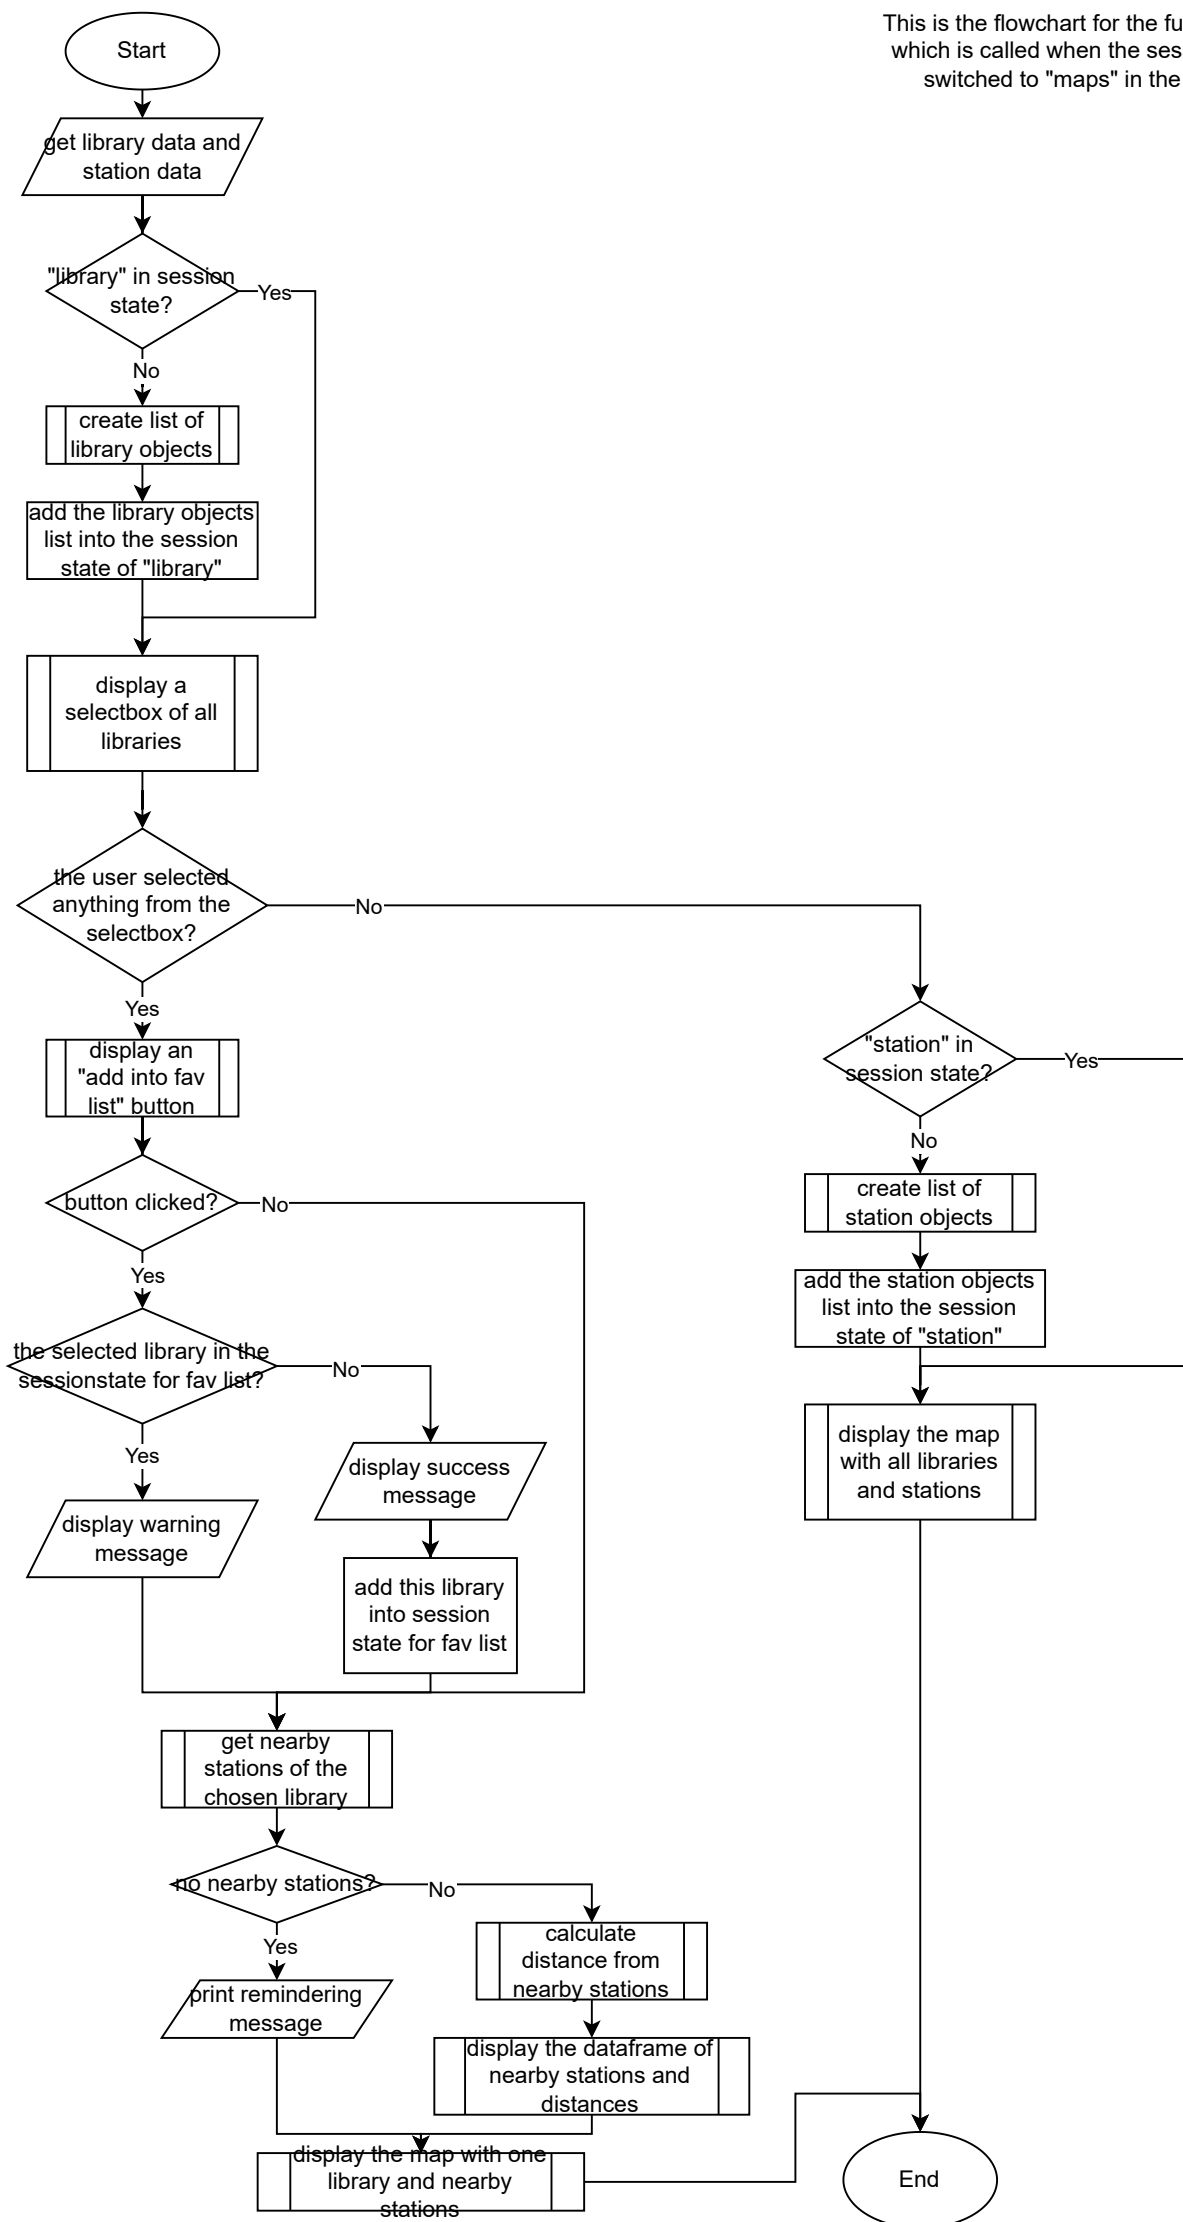 Start
This is the flowchart for the fu
which is called when the ses
switched to "maps" in the
get library data and
station data
"library" in session
state?
Yes
No
create list of
library objects
add the library objects
list into the session
state of "library"
display a
selectbox of all
libraries
the user selected
anything from the
selectbox?
No
Yes
display an
"add into fav
list" button
"station" in
session state?
Yes
No
button clicked?
No
Yes
create list of
station objects
add the station objects
list into the session
state of "station"
the selected library in the
sessionstate for fav list?
No
Yes
display the map
with all libraries
and stations
display success
message
display warning
message
add this library
into session
state for fav list
get nearby
stations of the
chosen library
no nearby stations?
No
Yes
calculate
distance from
nearby stations
print remindering
message
display the dataframe of
nearby stations and
distances
display the map with one
library and nearby
stations
End